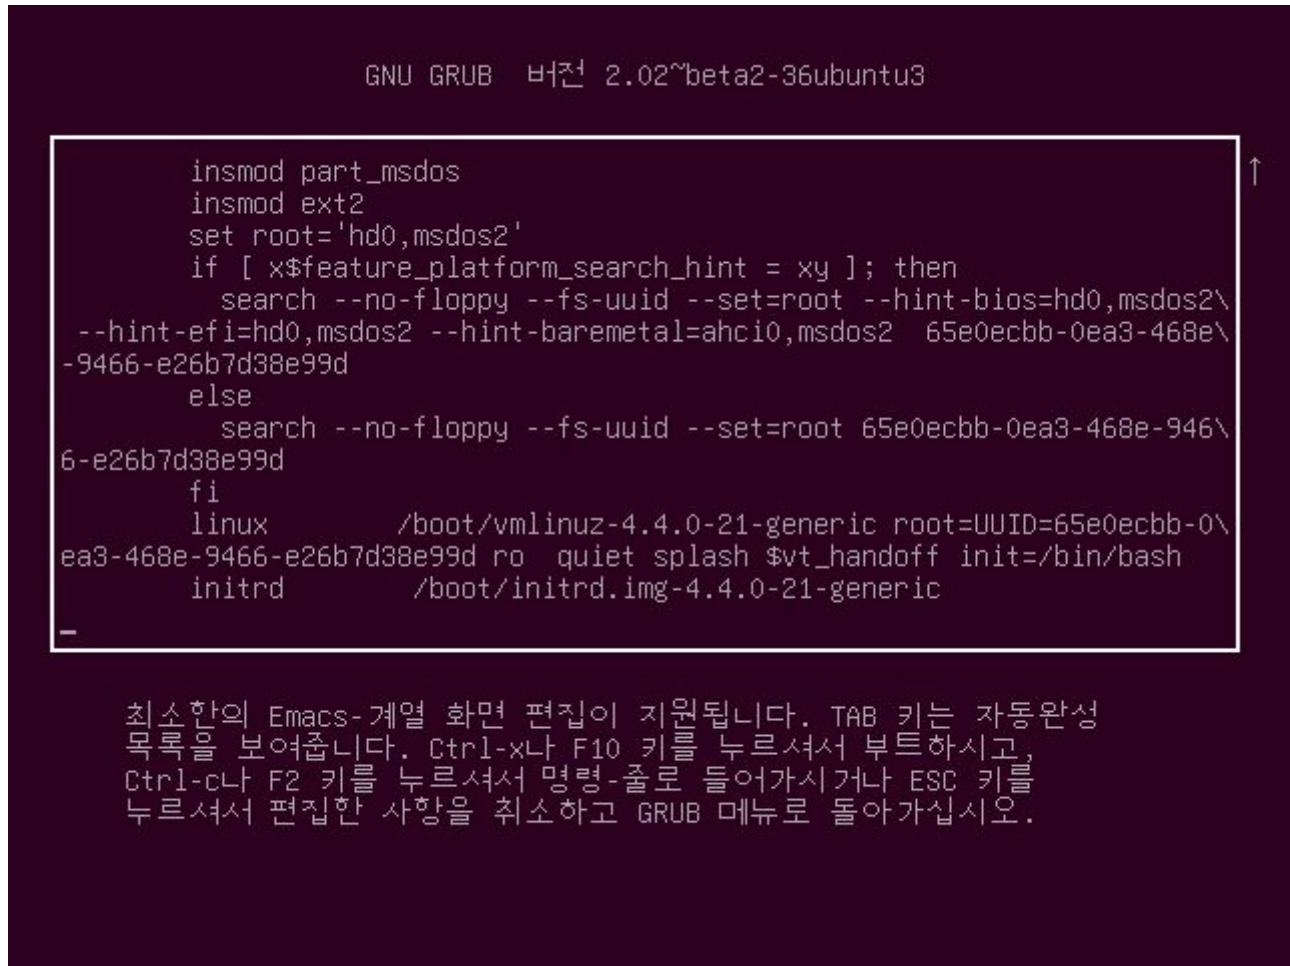 GNU GRUB 버전 2.02~beta2-36ubuntu3
insmod part_msdos
insmod ext2
set root='hd0,msdos2'
if [ x$feature_platform_search_hint = xy ]; then
search --no-floppy --fs-uuid --set=root --hint-bios=hd0,msdos2\
--hint-efi=hd0,msdos2 --hint-baremetal=ahci0,msdos2 65e0ecbb-0ea3-468e\
-9466-e26b7d38e99d
else
search --no-floppy --fs-uuid --set=root 65e0ecbb-0ea3-468e-946\
6-e26b7d38e99d
fi
linux /boot/vmlinuz-4.4.0-21-generic root=UUID=65e0ecbb-0\
ea3-468e-9466-e26b7d38e99d ro quiet splash $vt_handoff init=/bin/bash
initrd /boot/initrd.img-4.4.0-21-generic
최소한의 Emacs-계열 화면 편집이 지원됩니다. TAB 키는 자동완성
목록을 보여줍니다. Ctrl-x나 F10 키를 누르셔서 부트하시고,
Ctrl-c나 F2 키를 누르셔서 명령-줄로 들어가시거나 ESC 키를
누르셔서 편집한 사항을 취소하고 GRUB 메뉴로 돌아가십시오.